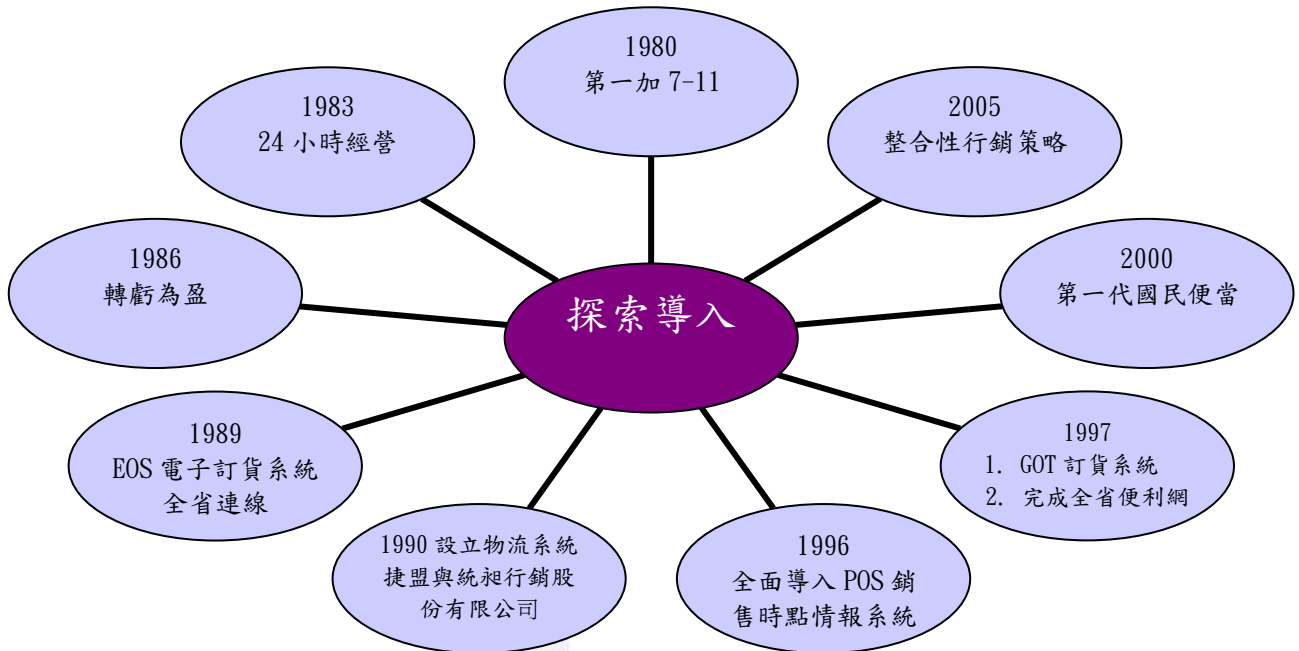 1980
第一加 7-11
1983
24 小時經營
2005
整合性行銷策略
1986
轉虧為盈
2000
第一代國民便當
探索導入
1989
EOS 電子訂貨系統
全省連線
1997
1. GOT 訂貨系統
2. 完成全省便利網
1990 設立物流系統
捷盟與統昶行銷股
份有限公司
1996
全面導入 POS 銷
售時點情報系統